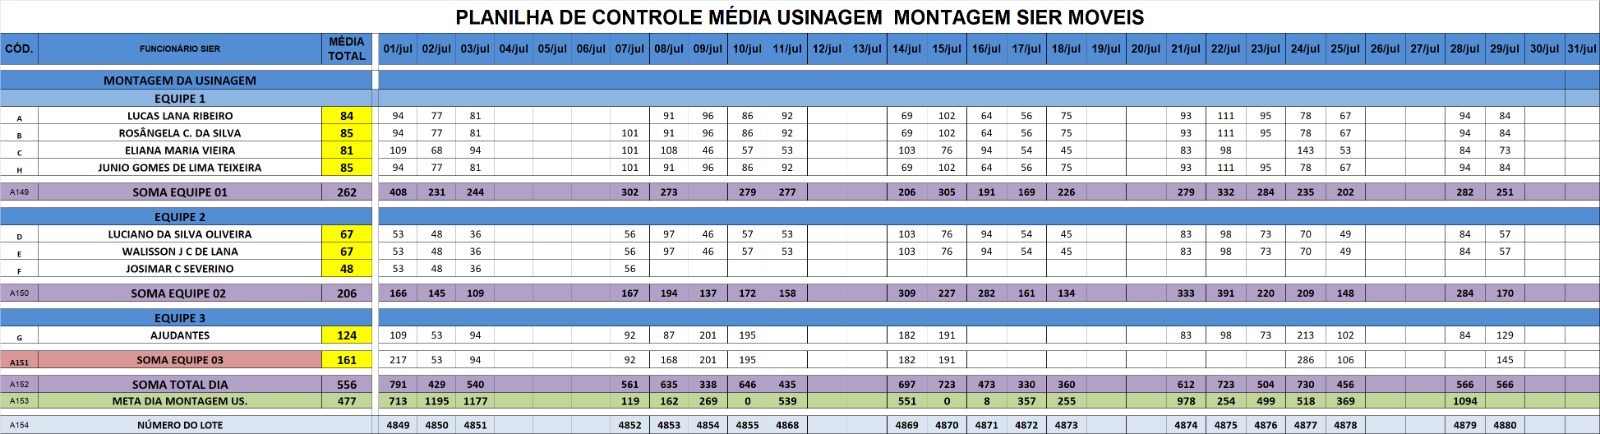 PLANILHA DE CONTROLE MÉDIA USINAGEM MONTAGEM SIER MOVEIS
CÓD. FUNCIONÁRIO SIER MÉDIA TOTAL 01/jul 02/jul 03/jul 04/jul 05/jul 06/jul 07/jul 08/jul 09/jul 10/jul 11/jul 12/jul 13/jul 14/jul 15/jul 16/jul 17/jul 18/jul 19/jul 20/jul 21/jul 22/jul 23/jul 24/jul 25/jul 26/jul 27/jul 28/jul 29/jul 30/jul 31/jul
MONTAGEM DA USINAGEM
EQUIPE 1
A LUCAS LANA RIBEIRO 84 94 77 81 91 96 86 92 69 102 64 56 75 93 111 95 78 67 94 84
B ROSÂNGELA C. DA SILVA 85 94 77 81 101 91 96 86 92 69 102 64 56 75 93 111 95 78 67 94 84
C ELIANA MARIA VIEIRA 81 109 68 94 101 108 46 57 53 103 76 94 54 45 83 98 143 53 84 73
H JUNIO GOMES DE LIMA TEIXEIRA 85 94 77 81 101 91 96 86 92 69 102 64 56 75 93 111 95 78 67 94 84
A149 SOMA EQUIPE 01 262 408 231 244 302 273 279 277 206 305 191 169 226 279 332 284 235 202 282 251
EQUIPE 2
D LUCIANO DA SILVA OLIVEIRA 67 53 48 36 56 97 46 57 53 103 76 94 54 45 83 98 73 70 49 84 57
E WALISSON J C DE LANA 67 53 48 36 56 97 46 57 53 103 76 94 54 45 83 98 73 70 49 84 57
F JOSIMAR C SEVERINO 48 53 48 36 56
A150 SOMA EQUIPE 02 206 166 145 109 167 194 137 172 158 309 227 282 161 134 333 391 220 209 148 284 170
EQUIPE 3
G AJUDANTES 124 109 53 94 92 87 201 195 182 191 83 98 73 213 102 84 129
A151 SOMA EQUIPE 03 161 217 53 94 92 168 201 195 182 191 286 106 145
A152 SOMA TOTAL DIA 556 791 429 540 561 635 338 646 435 697 723 473 330 360 612 723 504 730 456 566 566
A153 META DIA MONTAGEM US. 477 713 1195 1177 119 162 269 0 539 551 0 8 357 255 978 254 499 518 369 1094
A154 NÚMERO DO LOTE 4849 4850 4851 4852 4853 4854 4855 4868 4869 4870 4871 4872 4873 4874 4875 4876 4877 4878 4879 4880